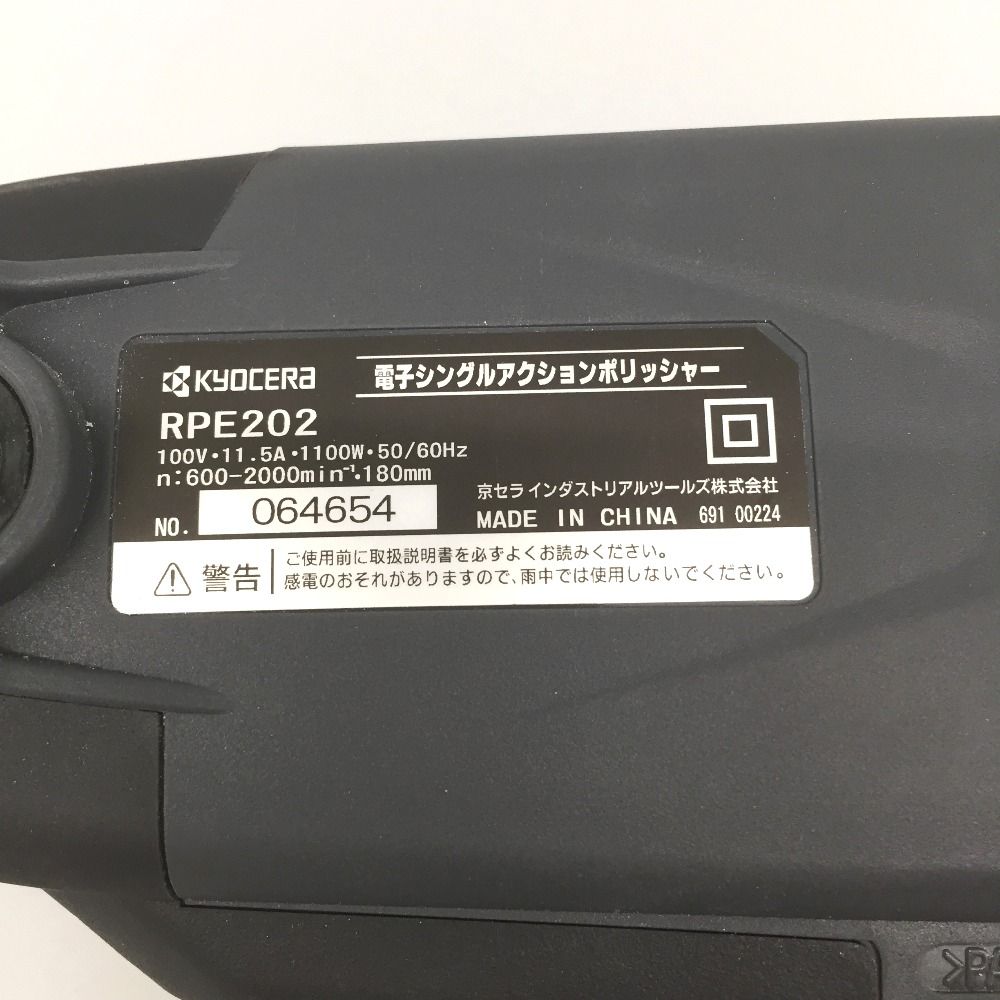 KYOCERA
電子シングルアクションポリッシャー
RPE202
100V・11.5A・1100W・50/60Hz
n:600-2000min⁻¹・180mm
NO. 064654
京セラ インダストリアルツールズ株式会社
MADE IN CHINA 691 00224
警告
ご使用前に取扱説明書を必ずよくお読みください。
感電のおそれがありますので、雨中では使用しないでください。